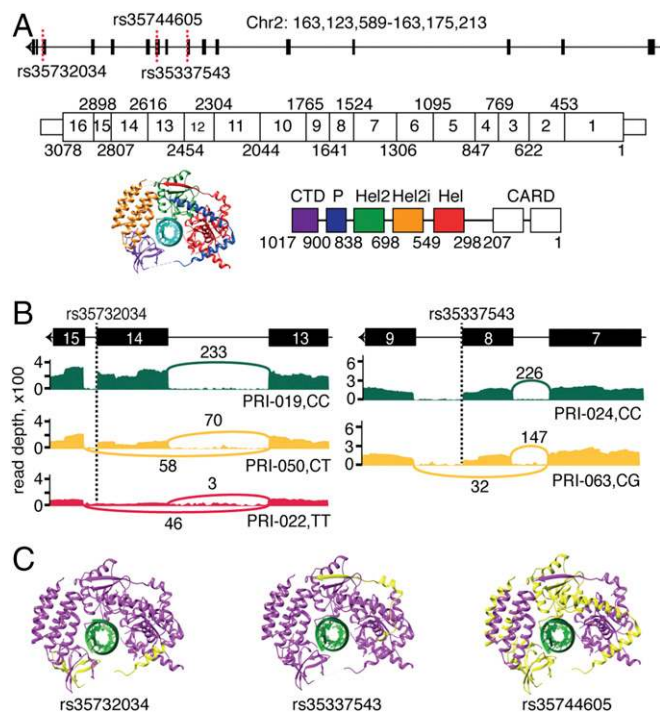 A
rs35744605
Chr2: 163,123,589-163,175,213
rs35732034
rs35337543
2898 2616 2304 1765 1524 1095 769 453
16 15 14 13 12 11 10 9 8 7 6 5 4 3 2 1
3078 2807 2454 2044 1641 1306 847 622 1
CTD P Hel2 Hel2i Hel CARD
1017 900 838 698 549 298 207 1
B
rs35732034
rs35337543
15 14 13
9 8 7
read depth, x100
4
2
0
233
PRI-019,CC
6
3
0
226
PRI-024,CC
4
2
0
70
58
PRI-050,CT
6
3
0
147
32
PRI-063,CG
4
2
0
3
46
PRI-022,TT
C
rs35732034
rs35337543
rs35744605